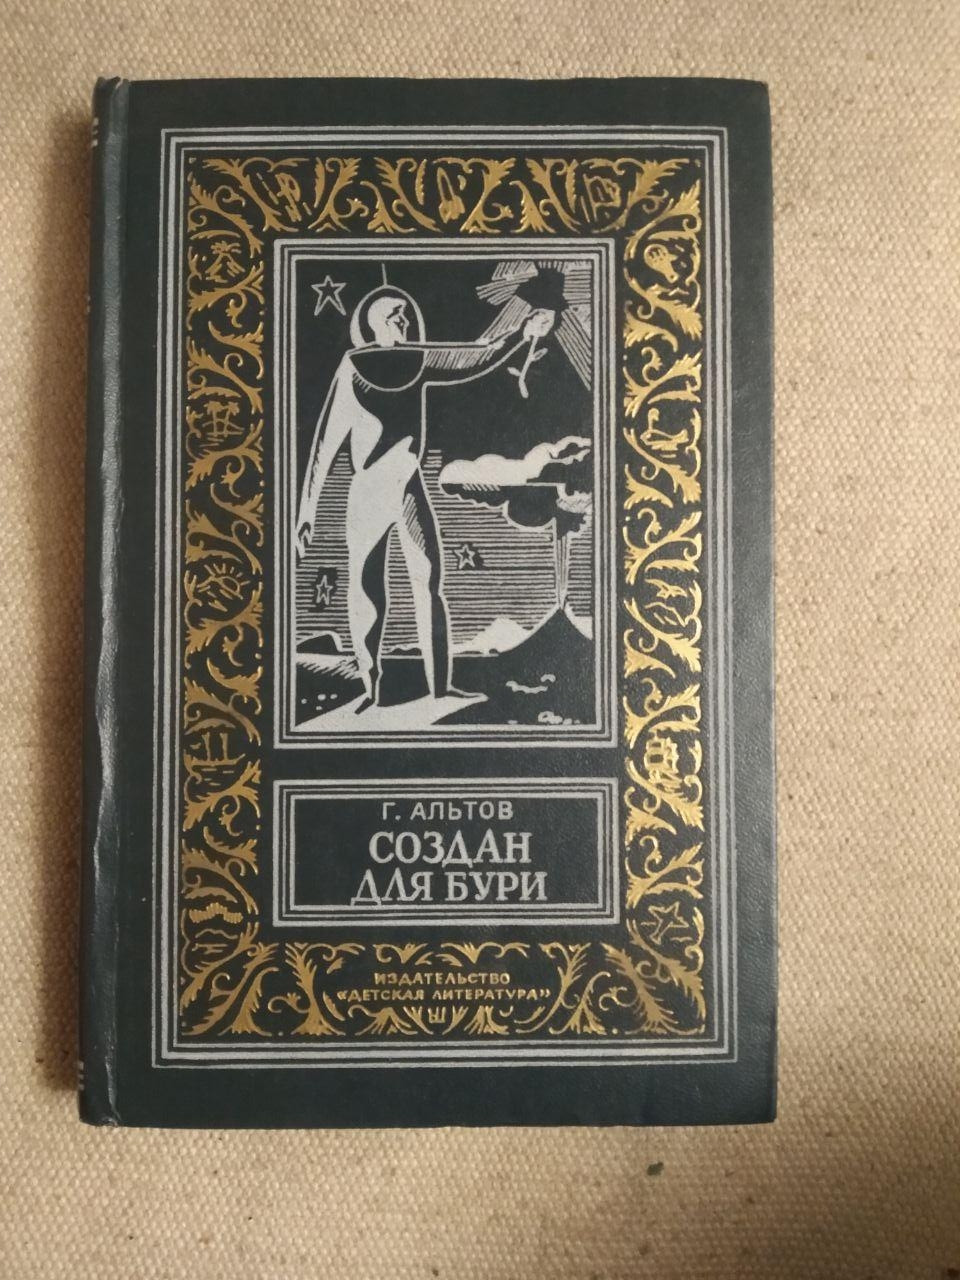 Г. АЛЬТОВ
СОЗДАН
ДЛЯ БУРИ
ИЗДАТЕЛЬСТВО
«ДЕТСКАЯ ЛИТЕРАТУРА»